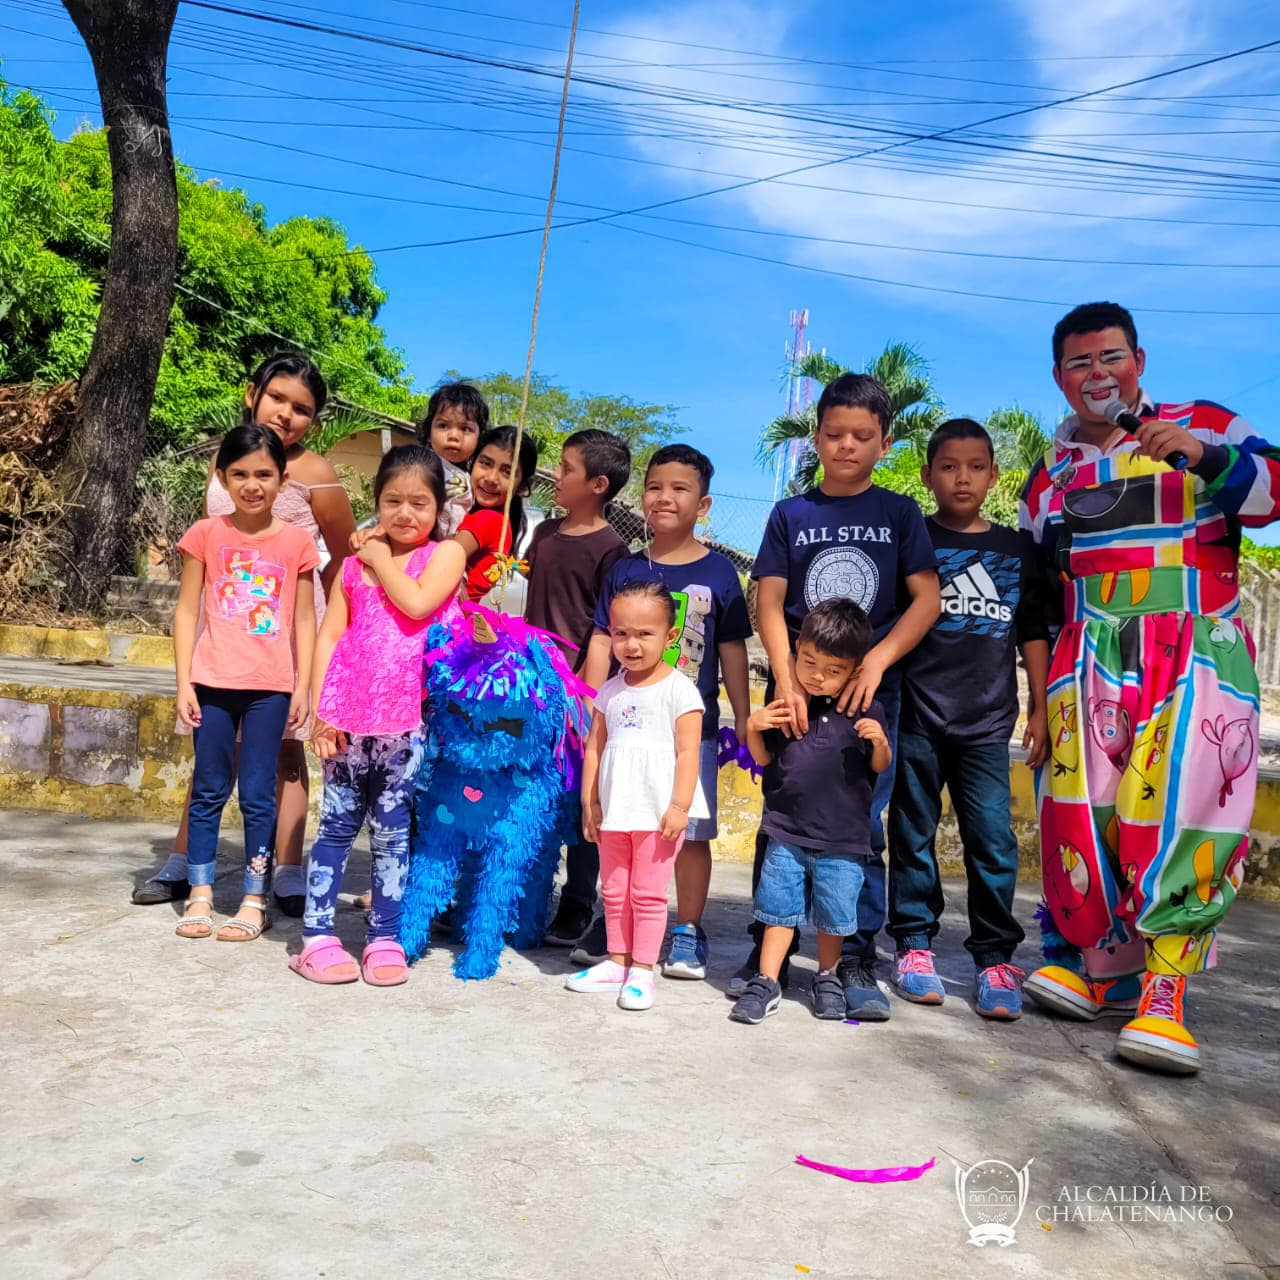 ALL STAR
MSC
adidas
ALCALDÍA DE
CHALATENANGO